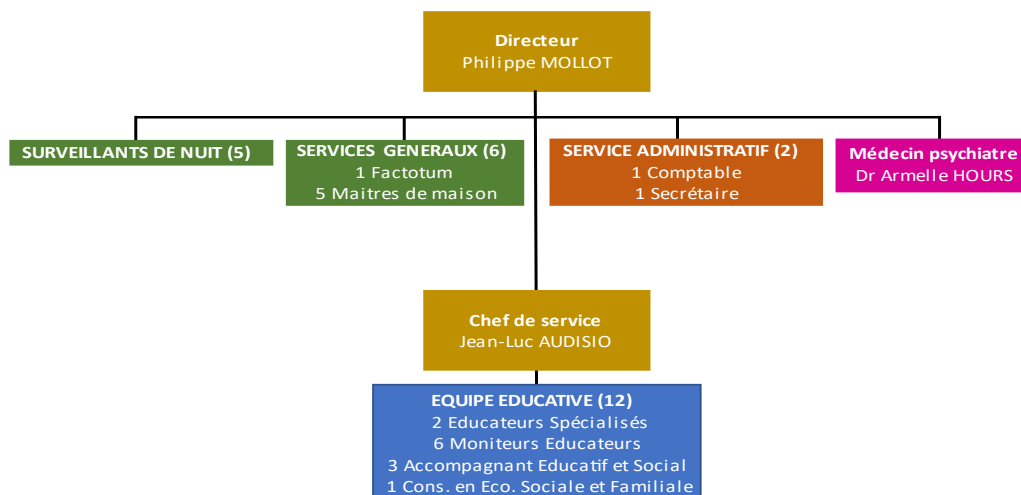 Directeur
Philippe MOLLOT
SURVEILLANTS DE NUIT (5)
SERVICES GENERAUX (6)
1 Factotum
5 Maitres de maison
SERVICE ADMINISTRATIF (2)
1 Comptable
1 Secrétaire
Médecin psychiatre
Dr Armelle HOURS
Chef de service
Jean-Luc AUDISIO
EQUIPE EDUCATIVE (12)
2 Educateurs Spécialisés
6 Moniteurs Educateurs
3 Accompagnant Educatif et Social
1 Cons. en Eco. Sociale et Familiale